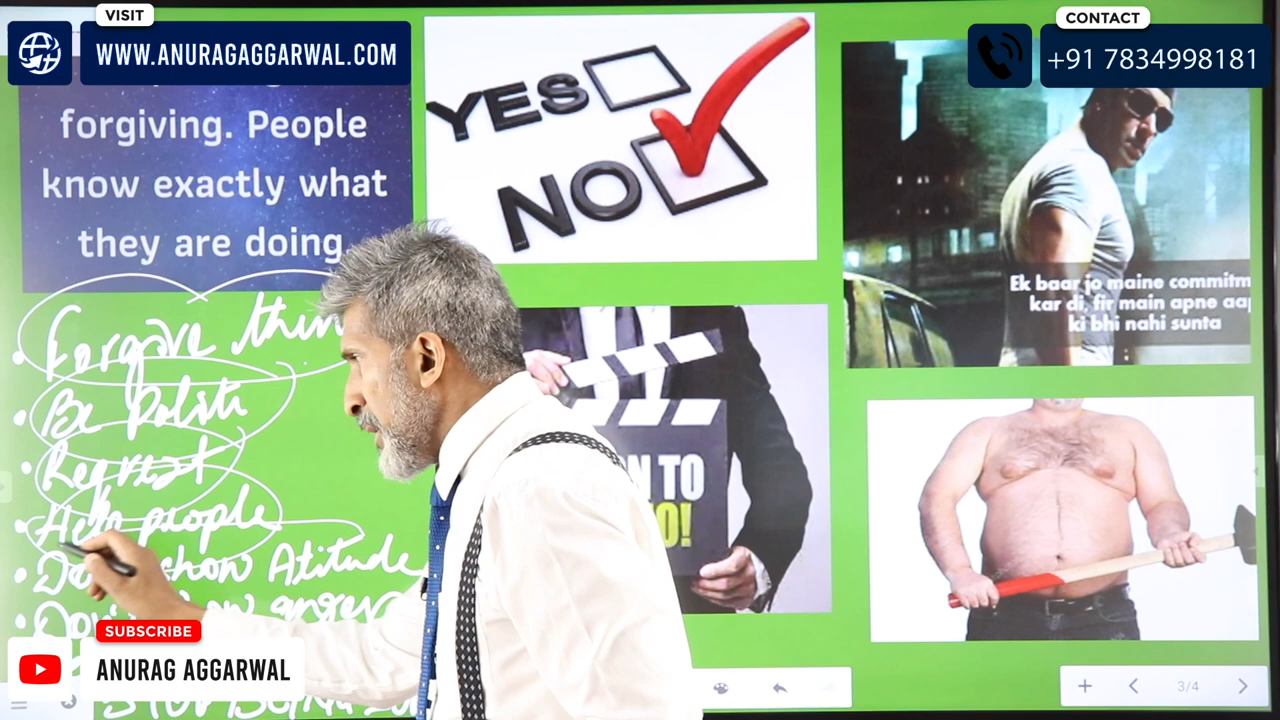 VISIT
WWW.ANURAGAGGARWAL.COM
CONTACT
+91 7834998181
forgiving. People
know exactly what
they are doing
YES
NO
Ek baar jo maine commitm
kar di, fir main apne aap
ki bhi nahi sunta
N TO
O!
• Forgave
• Be
• Request
• Help people
• show Atitude
• anger
SUBSCRIBE
ANURAG AGGARWAL
3/4